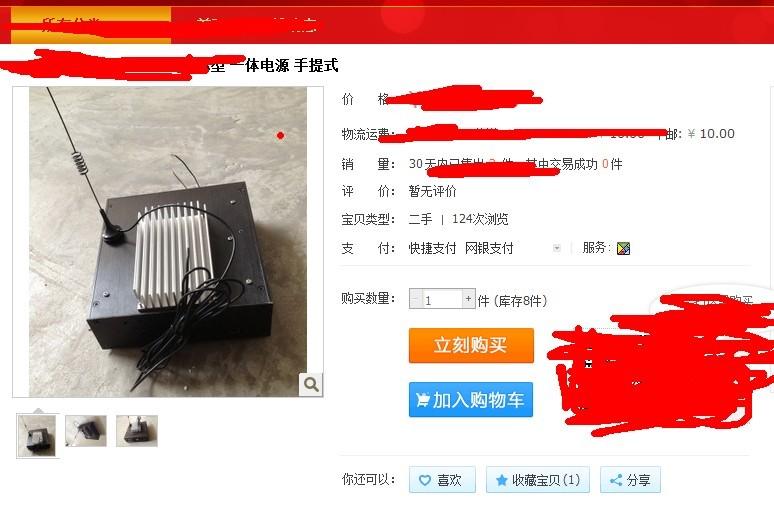 型 一体电源 手提式
价 格
物流运费: 邮: ¥ 10.00
销 量: 30天内已售出 件，其中交易成功 0件
评 价: 暂无评价
宝贝类型: 二手 | 124次浏览
支 付: 快捷支付 网银支付 服务:
购买数量: 1 件 (库存8件)
购买
立刻购买
加入购物车
你还可以: 喜欢 收藏宝贝(1) 分享